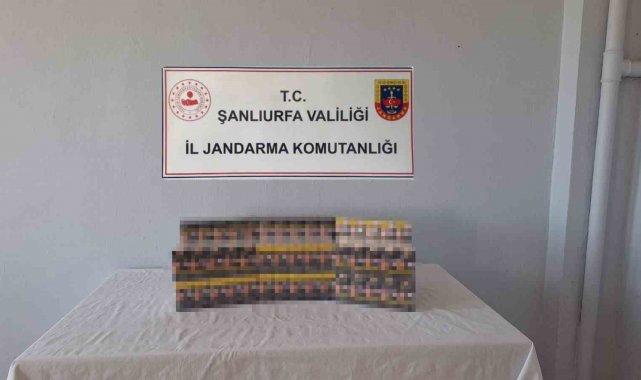 T.C.
ŞANLIURFA VALİLİĞİ
İL JANDARMA KOMUTANLIĞI